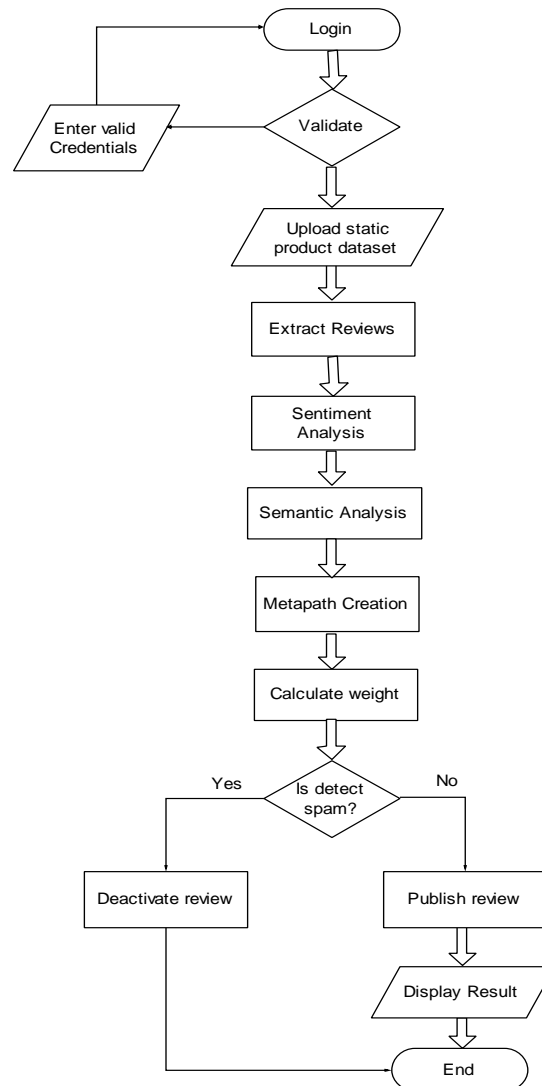 Login
Enter valid
Credentials
Validate
Upload static
product dataset
Extract Reviews
Sentiment
Analysis
Semantic Analysis
Metapath Creation
Calculate weight
Yes
Is detect
spam?
No
Deactivate review
Publish review
Display Result
End